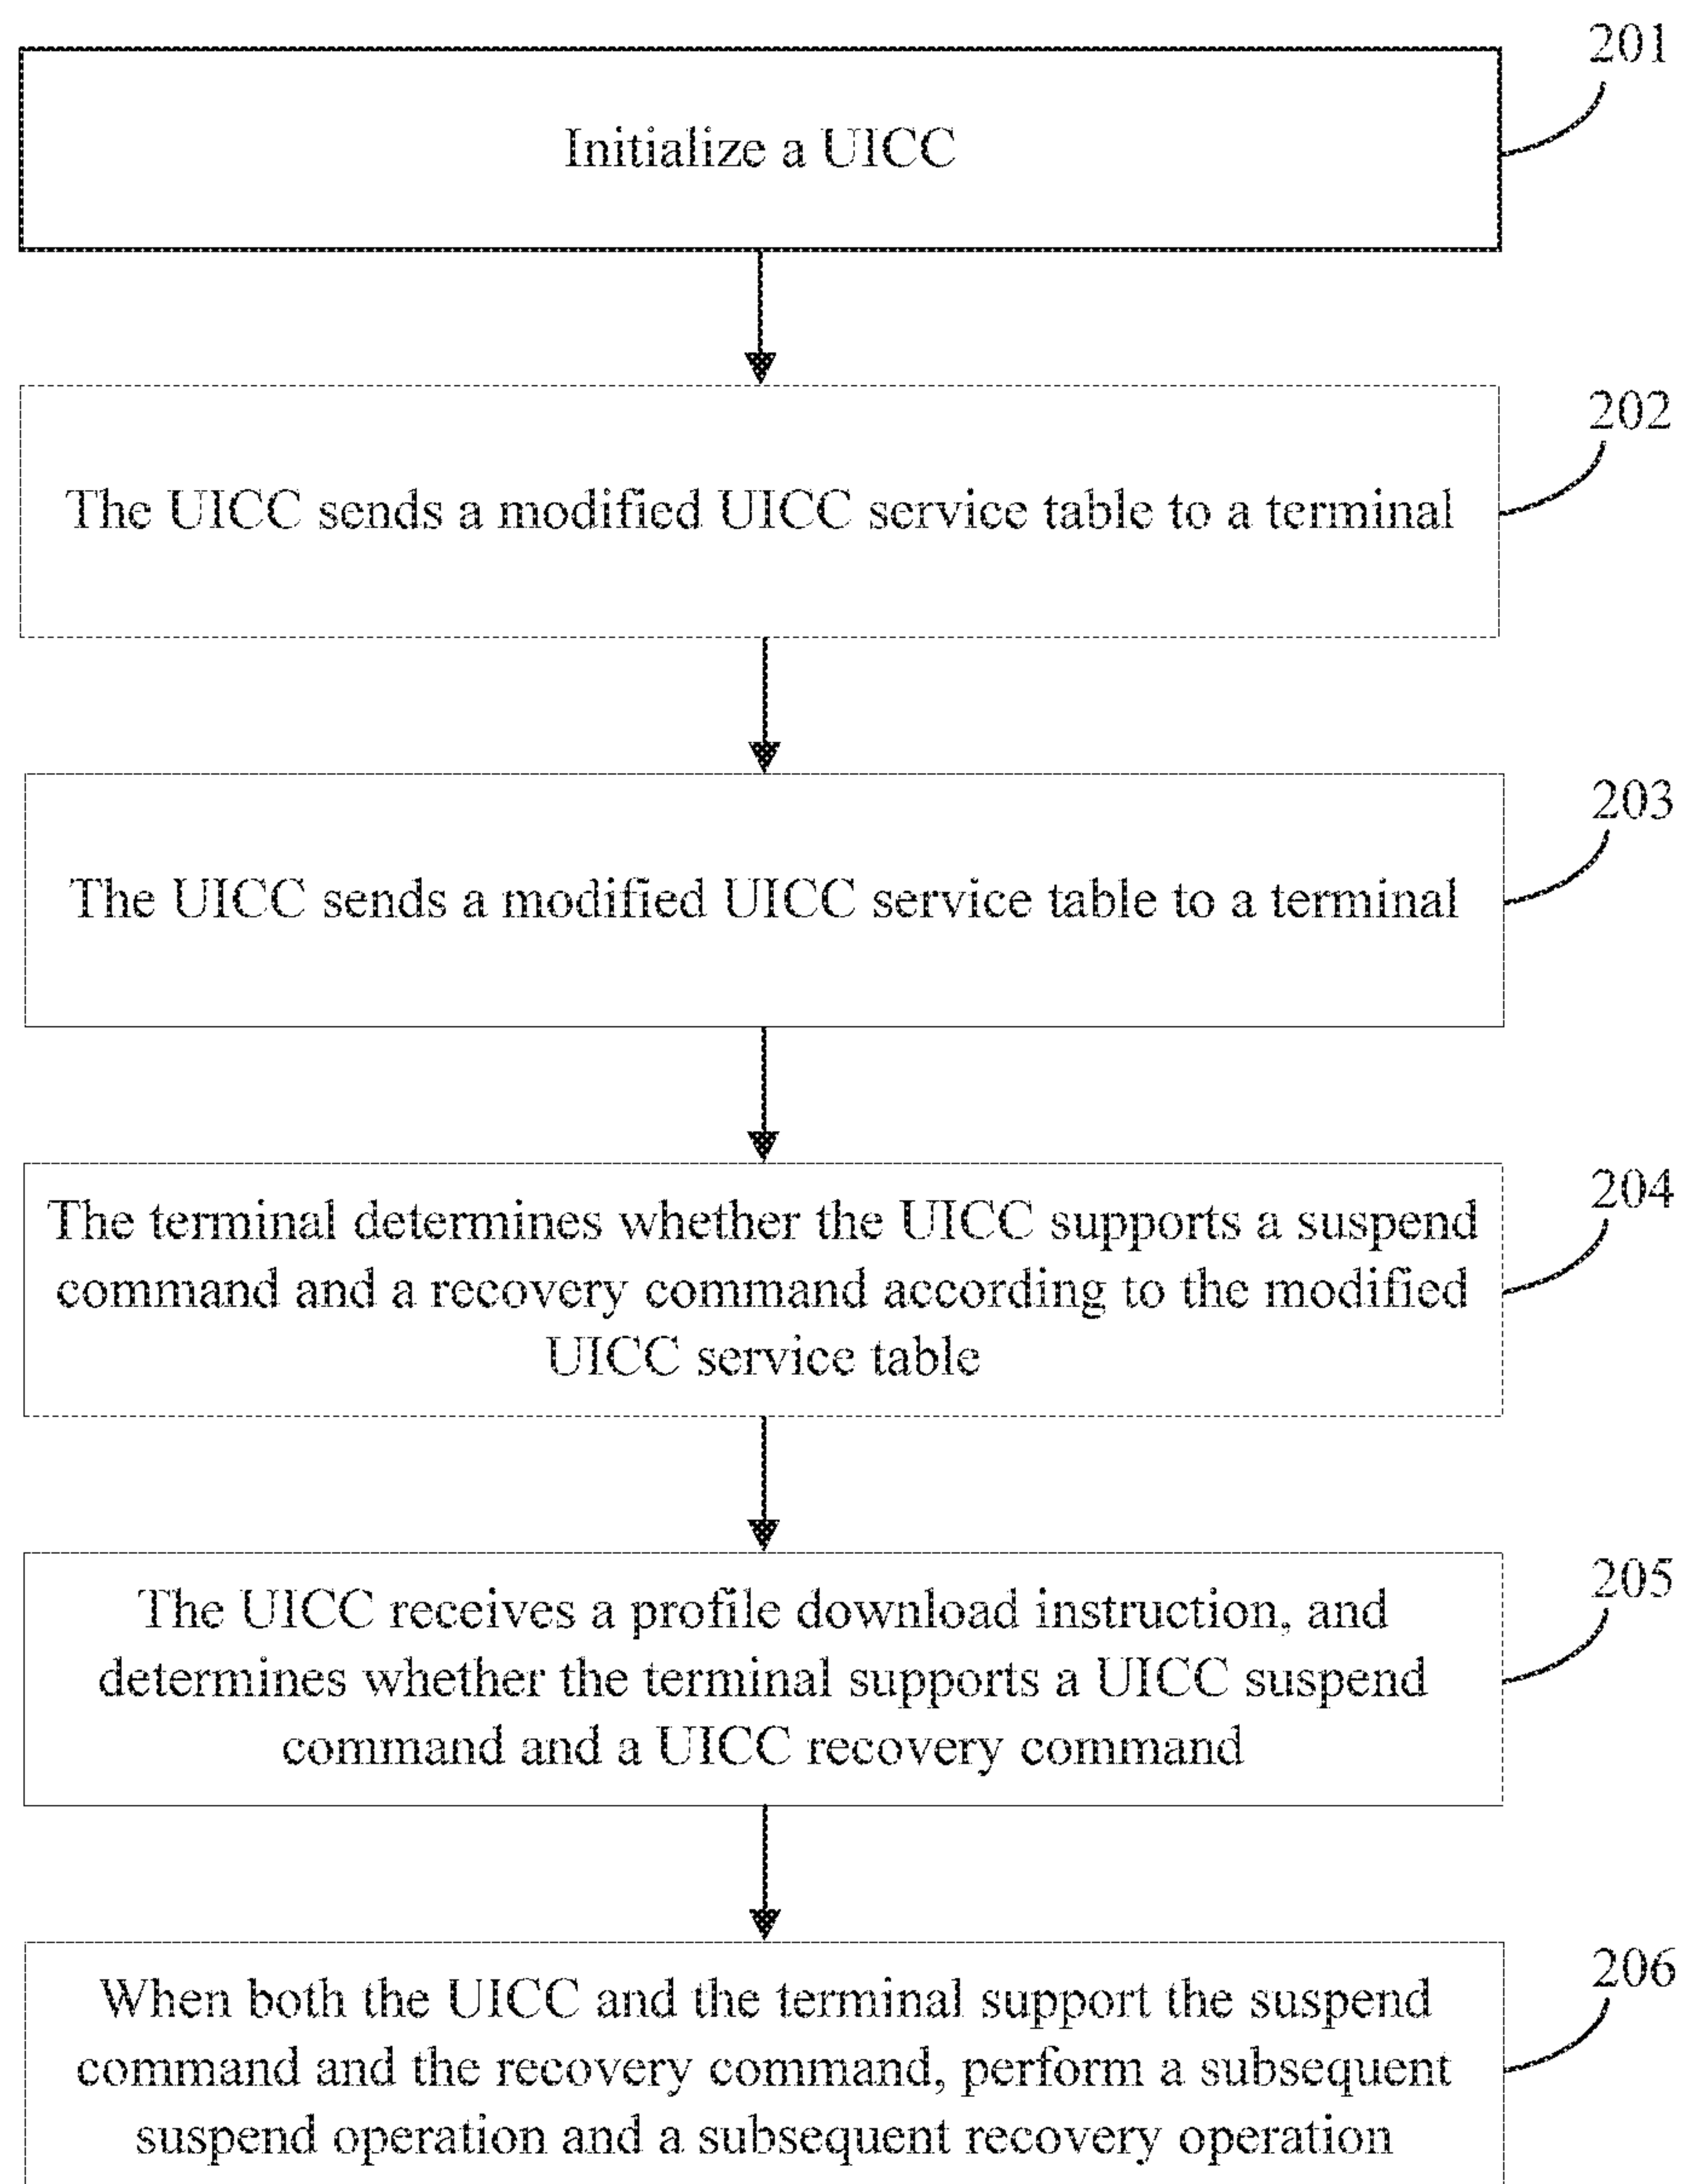 201
Initialize a UICC
202
The UICC sends a modified UICC service table to a terminal
203
The UICC sends a modified UICC service table to a terminal
204
The terminal determines whether the UICC supports a suspend
command and a recovery command according to the modified
UICC service table
205
The UICC receives a profile download instruction, and
determines whether the terminal supports a UICC suspend
command and a UICC recovery command
206
When both the UICC and the terminal support the suspend
command and the recovery command, perform a subsequent
suspend operation and a subsequent recovery operation